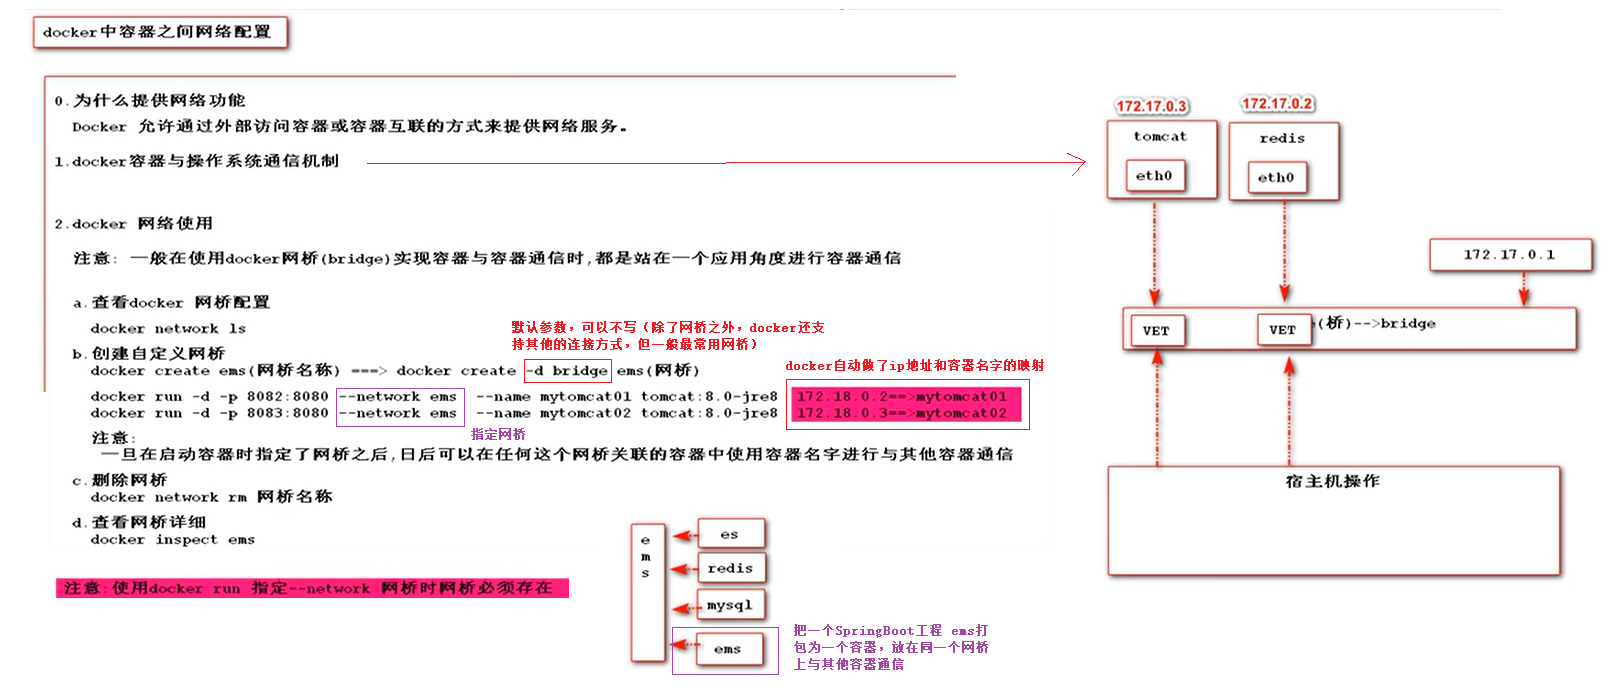 docker中容器之间网络配置
0.为什么提供网络功能
Docker 允许通过外部访问容器或容器互联的方式来提供网络服务。
1.docker容器与操作系统通信机制
2.docker 网络使用
注意: 一般在使用docker网桥(bridge)实现容器与容器通信时,都是站在一个应用角度进行容器通信
a.查看docker 网桥配置
docker network ls
默认参数，可以不写（除了网桥之外，docker还支
持其他的连接方式，但一般最常用网桥）
b.创建自定义网桥
docker create ems(网桥名称) ===> docker create -d bridge ems(网桥)
docker自动做了ip地址和容器名字的映射
docker run -d -p 8082:8080 --network ems --name mytomcat01 tomcat:8.0-jre8 172.18.0.2==>mytomcat01
docker run -d -p 8083:8080 --network ems --name mytomcat02 tomcat:8.0-jre8 172.18.0.3==>mytomcat02
指定网桥
注意:
一旦在启动容器时指定了网桥之后,日后可以在任何这个网桥关联的容器中使用容器名字进行与其他容器通信
c.删除网桥
docker network rm 网桥名称
d.查看网桥详细
docker inspect ems
注意:使用docker run 指定--network 网桥时网桥必须存在
e
m
s
es
redis
mysql
ems
把一个SpringBoot工程 ems打
包为一个容器，放在同一个网桥
上与其他容器通信
172.17.0.3
172.17.0.2
tomcat
redis
eth0
eth0
172.17.0.1
VET
VET
(桥)-->bridge
宿主机操作